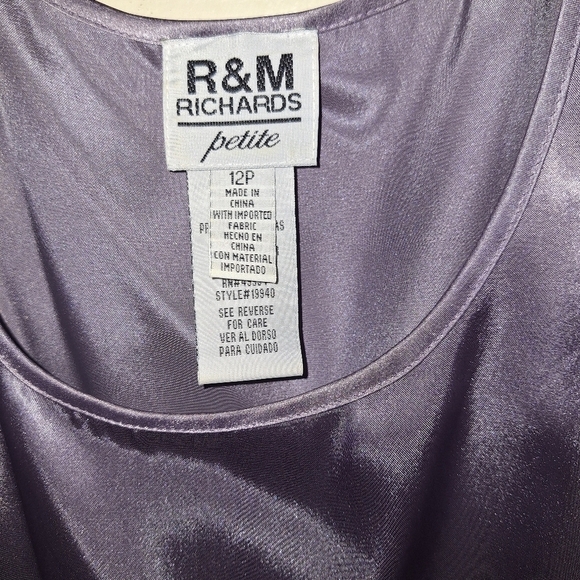 R&M
RICHARDS
petite
12P
MADE IN
CHINA
WITH IMPORTED
FABRIC
HECHO EN
CHINA
CON MATERIAL
IMPORTADO
STYLE#19940
SEE REVERSE
FOR CARE
VER AL DORSO
PARA CUIDADO